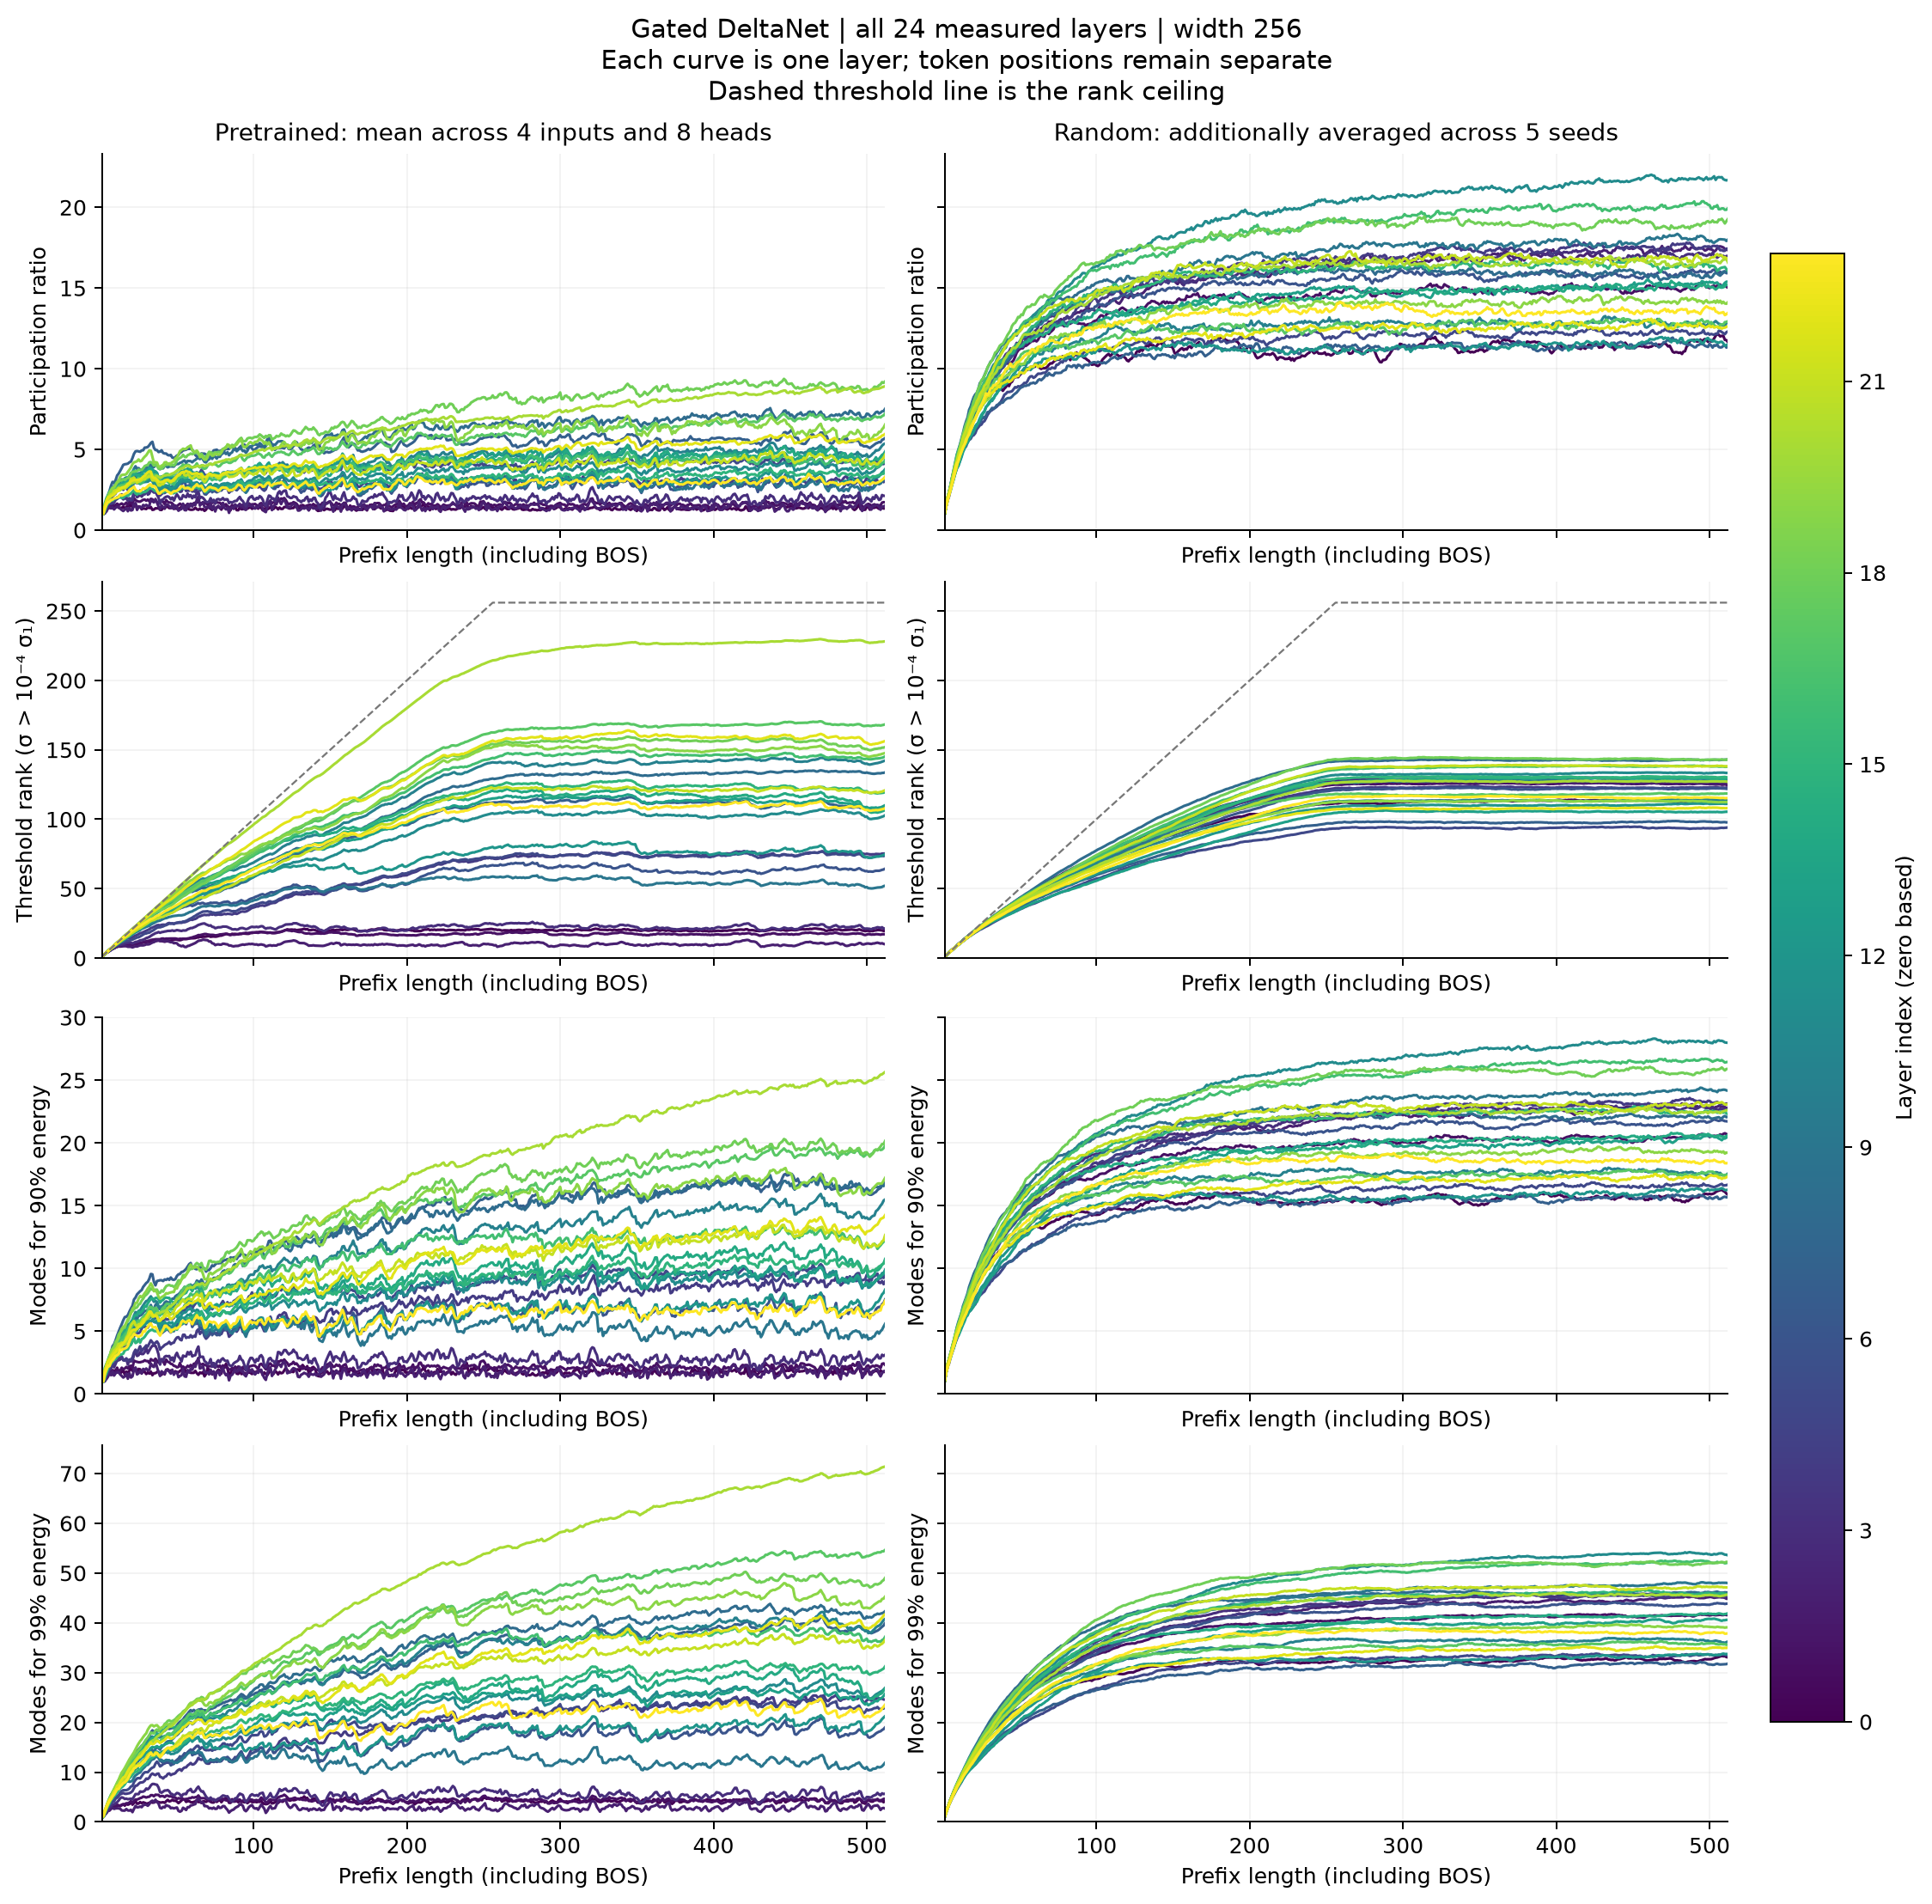 Gated DeltaNet | all 24 measured layers | width 256
Each curve is one layer; token positions remain separate
Dashed threshold line is the rank ceiling
Pretrained: mean across 4 inputs and 8 heads
Random: additionally averaged across 5 seeds
Participation ratio
20
15
10
5
0
Prefix length (including BOS)
Participation ratio
Prefix length (including BOS)
Threshold rank (σ > 10⁻⁴ σ₁)
250
200
150
100
50
0
Prefix length (including BOS)
Threshold rank (σ > 10⁻⁴ σ₁)
Prefix length (including BOS)
Modes for 90% energy
30
25
20
15
10
5
0
Prefix length (including BOS)
Modes for 90% energy
Prefix length (including BOS)
Modes for 99% energy
70
60
50
40
30
20
10
0
100 200 300 400 500
Prefix length (including BOS)
Modes for 99% energy
100 200 300 400 500
Prefix length (including BOS)
21
18
15
12
9
6
3
0
Layer index (zero based)